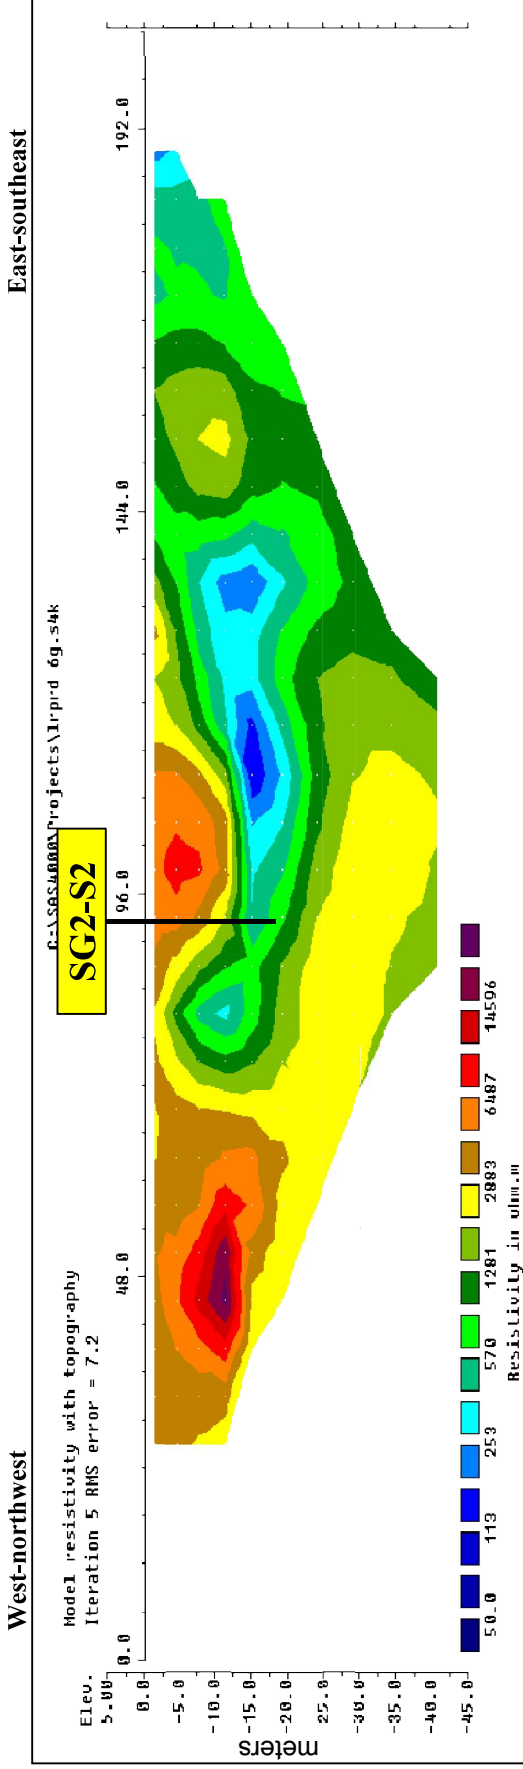 West-northwest
East-southeast
Model resistivity with topography
C:\SAS4000\Projects\lrprd 6g.s4k
Iteration 5 RMS error = 7.2
SG2-S2
Elev.
0.0
48.0
96.0
144.0
192.0
5.00
0.0
-5.0
-10.0
-15.0
-20.0
-25.0
-30.0
-35.0
-40.0
-45.0
meters
50.0
113
253
570
1281
2883
6487
14596
Resistivity in ohm.m